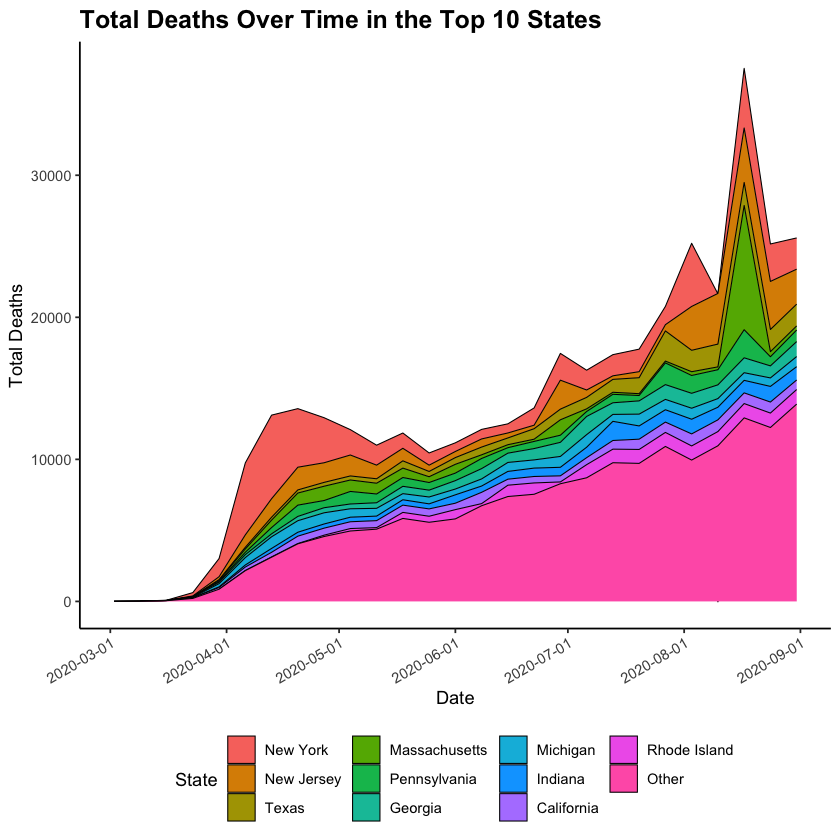 Total Deaths Over Time in the Top 10 States
Total Deaths
30000
20000
10000
0
2020-03-01
2020-04-01
2020-05-01
2020-06-01
2020-07-01
2020-08-01
2020-09-01
Date
State
New York
New Jersey
Texas
Massachusetts
Pennsylvania
Georgia
Michigan
Indiana
California
Rhode Island
Other